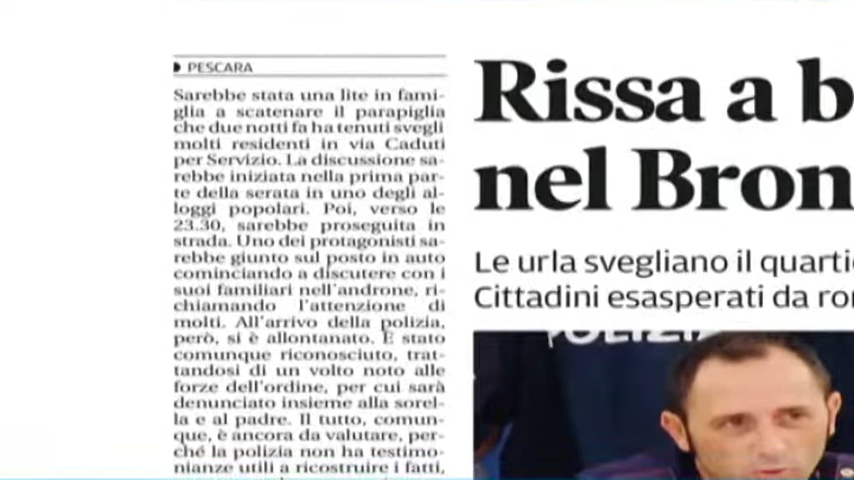 PESCARA
Sarebbe stata una lite in fami-
glia a scatenare il parapiglia
che due notti fa ha tenuti svegli
molti residenti in via Caduti
per Servizio. La discussione sa-
rebbe iniziata nella prima par-
te della serata in uno degli al-
loggi popolari. Poi, verso le
23.30, sarebbe proseguita in
strada. Uno dei protagonisti sa-
rebbe giunto sul posto in auto
cominciando a discutere con i
suoi familiari nell'androne, ri-
chiamando l'attenzione di
molti. All'arrivo della polizia,
però, si è allontanato. È stato
comunque riconosciuto, trat-
tandosi di un volto noto alle
forze dell'ordine, per cui sarà
denunciato insieme alla sorel-
la e al padre. Il tutto, comun-
que, è ancora da valutare, per-
ché la polizia non ha testimo-
nianze utili a ricostruire i fatti,
Rissa a b
nel Bron
Le urla svegliano il quarti
Cittadini esasperati da ro
POLIZIA